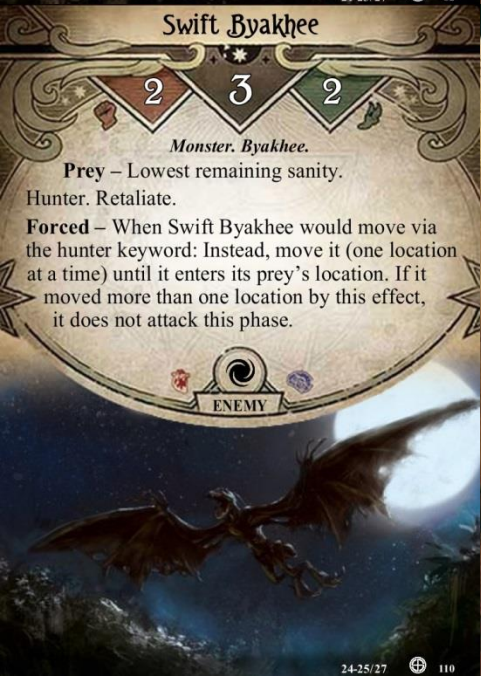 Swift Byakhee
2 3 2
Monster. Byakhee.
Prey – Lowest remaining sanity.
Hunter. Retaliate.
Forced – When Swift Byakhee would move via
the hunter keyword: Instead, move it (one location
at a time) until it enters its prey's location. If it
moved more than one location by this effect,
it does not attack this phase.
ENEMY
24-25/27 110